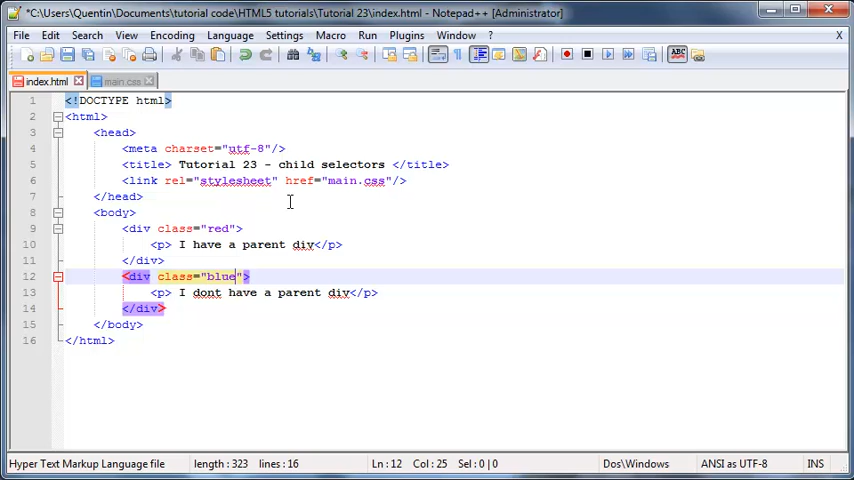 *C:\Users\Quentin\Documents\tutorial code\HTML5 tutorials\Tutorial 23\index.html - Notepad++ [Administrator]
File Edit Search View Encoding Language Settings Macro Run Plugins Window ? X
index.html main.css
1 <!DOCTYPE html>
2 <html>
3 <head>
4 <meta charset="utf-8"/>
5 <title> Tutorial 23 - child selectors </title>
6 <link rel="stylesheet" href="main.css"/>
7 </head>
8 <body>
9 <div class="red">
10 <p> I have a parent div</p>
11 </div>
12 <div class="blue">
13 <p> I dont have a parent div</p>
14 </div>
15 </body>
16 </html>
Hyper Text Markup Language file length : 323 lines : 16 Ln : 12 Col : 25 Sel : 0 | 0 Dos\Windows ANSI as UTF-8 INS